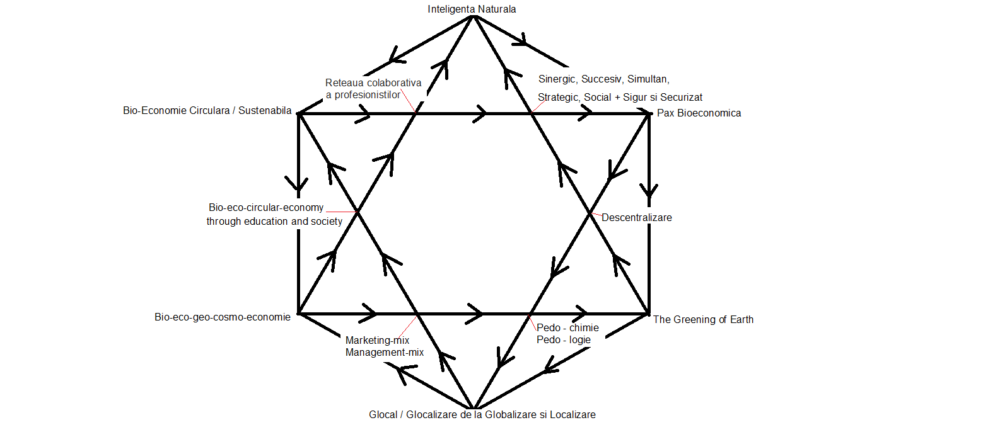 Inteligenta Naturala
Reteaua colaborativa
a profesionistilor
Sinergic, Succesiv, Simultan,
Strategic, Social + Sigur si Securizat
Bio-Economie Circulara / Sustenabila
Pax Bioeconomica
Bio-eco-circular-economy
through education and society
Descentralizare
Bio-eco-geo-cosmo-economie
The Greening of Earth
Pedo - chimie
Pedo - logie
Marketing-mix
Management-mix
Glocal / Glocalizare de la Globalizare si Localizare